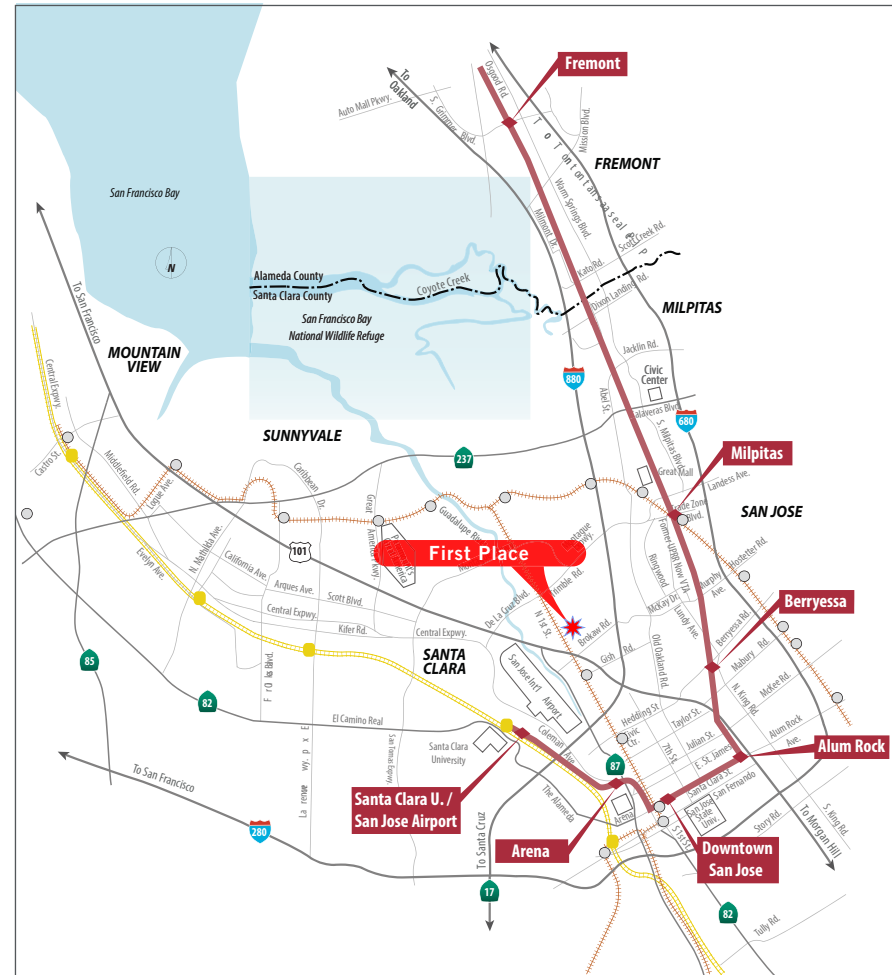 Fremont
To
Oakland
Osgood Rd.
Auto Mall Pkwy.
S. Grimmer Blvd.
Mission Blvd.
FREMONT
San Francisco Bay
Warm Springs Blvd.
Milmont Dr.
Scott Creek Rd.
Kato Rd.
N
Alameda County
Santa Clara County
Coyote Creek
Dixon Landing Rd.
To San Francisco
San Francisco Bay
National Wildlife Refuge
MILPITAS
MOUNTAIN
VIEW
Jacklin Rd.
Central Expwy.
880
Civic
Center
Abel St.
Calaveras Blvd.
680
SUNNYVALE
S. Milpitas Blvd.
Castro St.
Middlefield Rd.
237
Milpitas
Logue Ave.
Caribbean
Dr.
Great Mall
Landess Ave.
Great
America Pkwy.
Guadalupe River
Trade Zone
Blvd.
SAN JOSE
101
First Place
Montague
Pkwy.
Former UPRR Now VTA
Hostetter Rd.
N. Mathilda Ave.
Evelyn Ave.
California Ave.
Trimble Rd.
Ringwood
Murphy
Ave.
Arques Ave.
Scott Blvd.
De La Cruz Blvd.
McKay Dr.
Lundy Ave.
Berryessa
Central Expwy.
N 1st St.
Kifer Rd.
Central Expwy.
Brokaw Rd.
Berryessa Rd.
Old Oakland Rd.
SANTA
CLARA
Gish Rd.
Mabury Rd.
85
San Jose Int'l
Airport
N. King Rd.
McKee Rd.
82
Hedding St.
Taylor St.
El Camino Real
Civic
Ctr.
Julian St.
Alum Rock
Ave.
Coleman Ave.
7th St.
E. St. James
Santa Clara
University
San Tomas Expwy.
87
Santa Clara St.
Alum Rock
To San Francisco
San Fernando
Santa Clara U. /
San Jose Airport
The Alameda
San Jose
State
Univ.
Arena
Story Rd.
S. King Rd.
280
To Santa Cruz
Arena
S 1st St.
Downtown
San Jose
To Morgan Hill
17
82
Tully Rd.